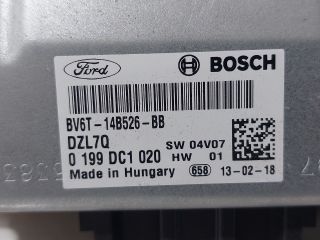 Ford
BOSCH
BV6T-14B526-BB
DZL7Q
SW 04V07
0 199 DC1 020
HW 01
Made in Hungary
658
13-02-18